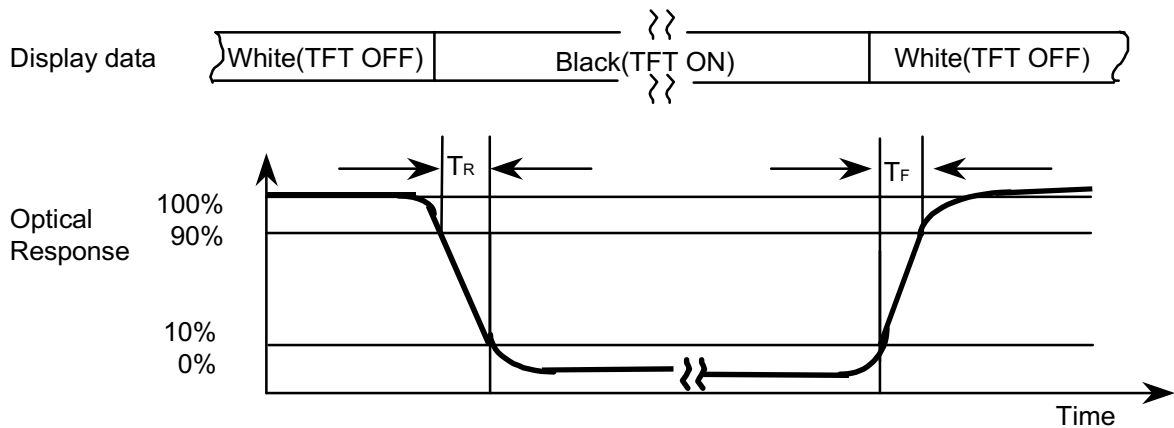 Display data
White(TFT OFF)
Black(TFT ON)
White(TFT OFF)
TR
TF
Optical
Response
100%
90%
10%
0%
Time